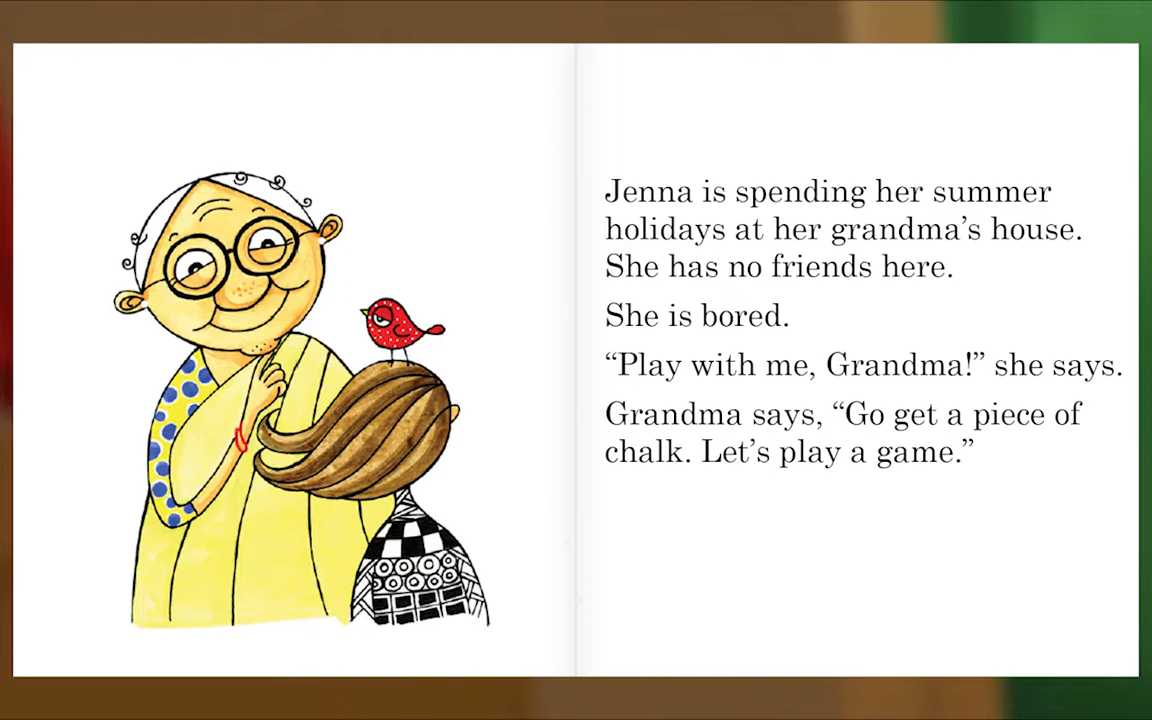 Jenna is spending her summer
holidays at her grandma’s house.
She has no friends here.
She is bored.
“Play with me, Grandma!” she says.
Grandma says, “Go get a piece of
chalk. Let’s play a game.”